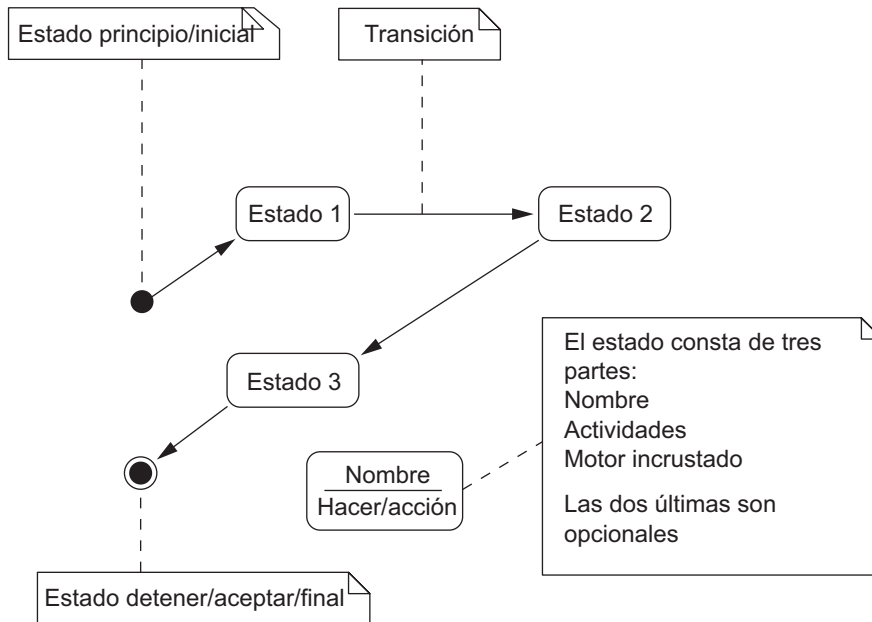 Estado principio/inicial
Transición
Estado 1
Estado 2
Estado 3
El estado consta de tres
partes:
Nombre
Actividades
Motor incrustado
Las dos últimas son
opcionales
Nombre
Hacer/acción
Estado detener/aceptar/final